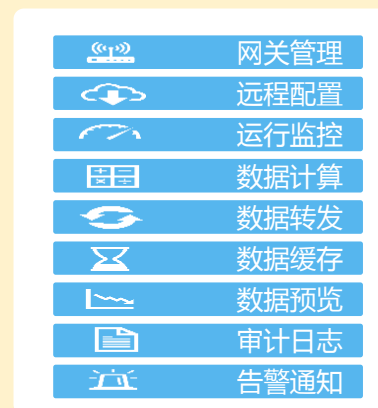 网关管理
远程配置
运行监控
数据计算
数据转发
数据缓存
数据预览
审计日志
告警通知